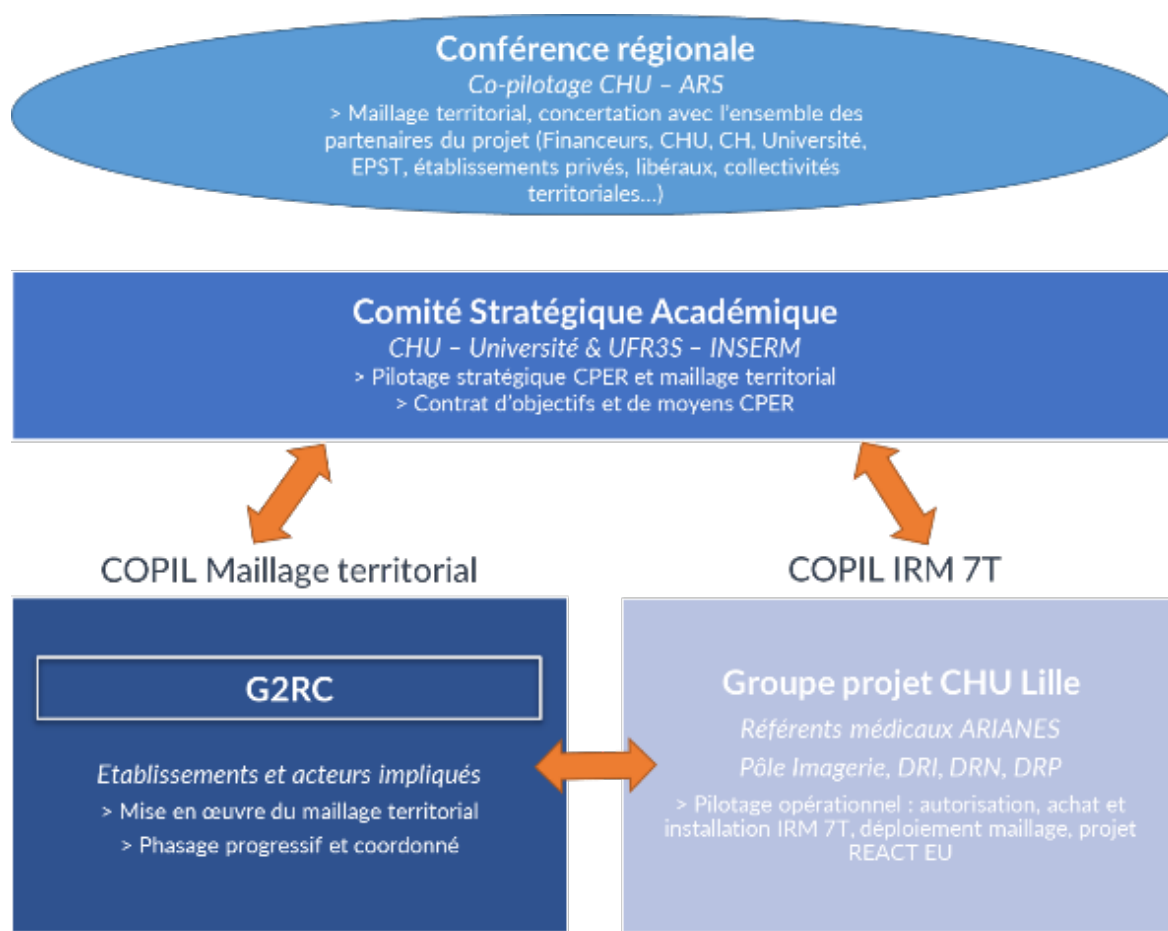 Conférence régionale
Co-pilotage CHU – ARS
> Maillage territorial, concertation avec l'ensemble des
partenaires du projet (Financeurs, CHU, CH, Université,
EPST, établissements privés, libéraux, collectivités
territoriales...)
Comité Stratégique Académique
CHU – Université & UFR3S – INSERM
> Pilotage stratégique CPER et maillage territorial
> Contrat d'objectifs et de moyens CPER
COPIL Maillage territorial
G2RC
Etablissements et acteurs impliqués
> Mise en œuvre du maillage territorial
> Phasage progressif et coordonné
COPIL IRM 7T
Groupe projet CHU Lille
Référents médicaux ARIANES
Pôle Imagerie, DRI, DRN, DRP
> Pilotage opérationnel : autorisation, achat et
installation IRM 7T, déploiement maillage, projet
REACT EU